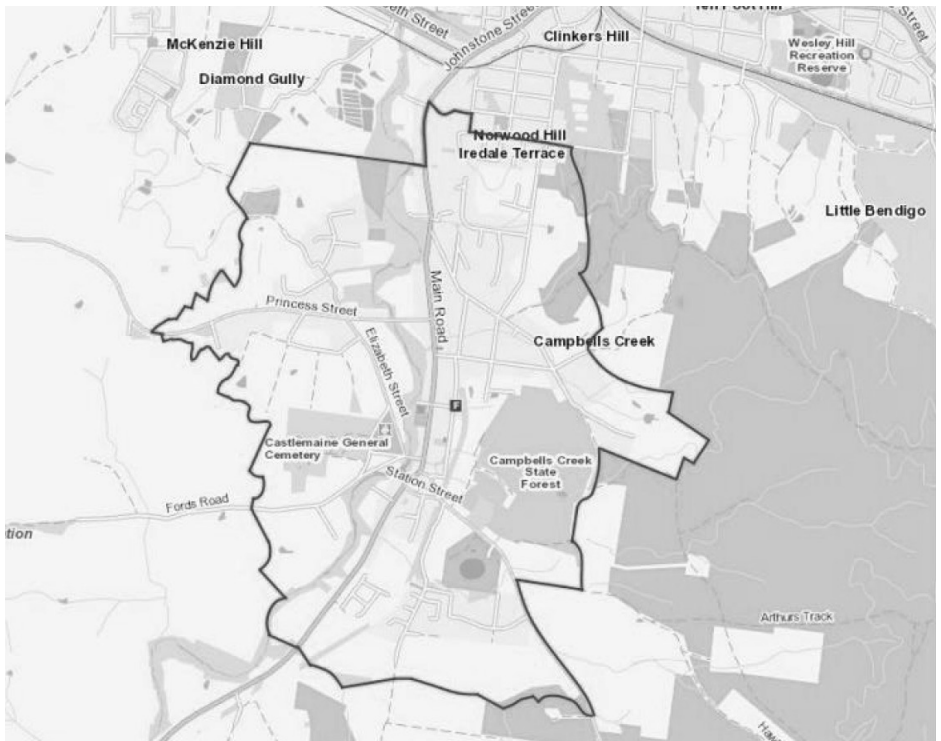 Street
McKenzie Hill
Diamond Gully
Johnstone Street
Clinkers Hill
Wesley Hill
Recreation
Reserve
Street
Norwood Hill
Iredale Terrace
Little Bendigo
Princess Street
Main Road
Elizabeth Street
Campbells Creek
F
Castlemaine General
Cemetery
Campbells Creek
State
Forest
Station Street
Fords Road
Arthurs Track